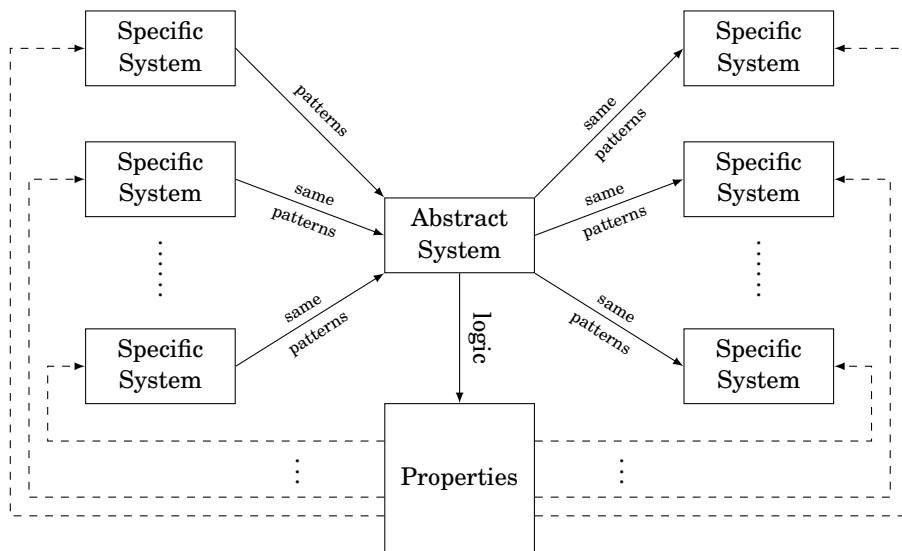 Specific
System
Specific
System
patterns
same
patterns
Specific
System
Specific
System
same
patterns
Abstract
System
same
patterns
same
patterns
logic
same
patterns
Specific
System
Specific
System
Properties